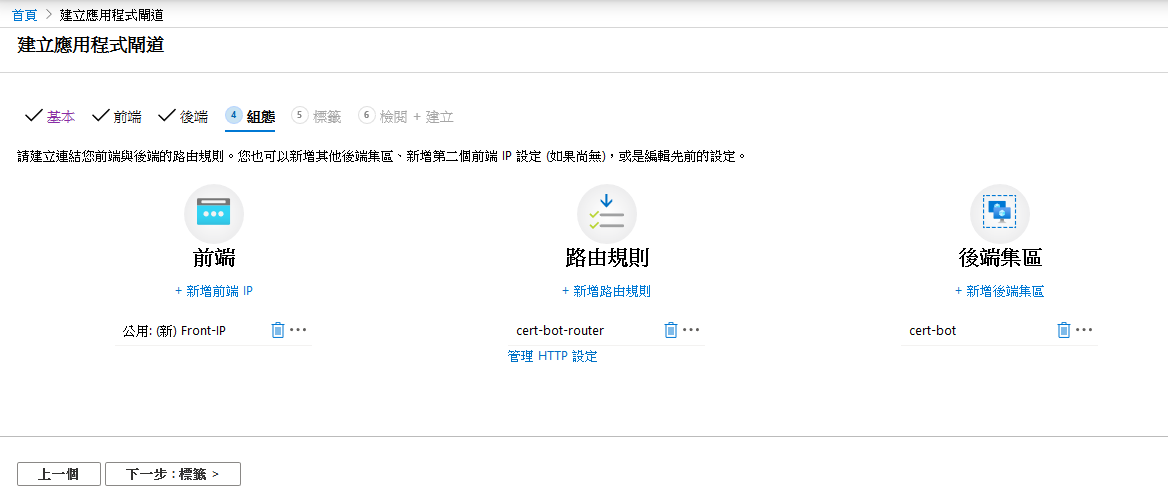 首頁 > 建立應用程式閘道
建立應用程式閘道
基本 前端 後端 4 組態 5 標籤 6 檢閱 + 建立
請建立連結您前端與後端的路由規則。您也可以新增其他後端集區、新增第二個前端 IP 設定 (如果尚無)，或是編輯先前的設定。
前端 路由規則 後端集區
+ 新增前端 IP + 新增路由規則 + 新增後端集區
公用: (新) Front-IP cert-bot-router cert-bot
管理 HTTP 設定
上一個 下一步：標籤 >